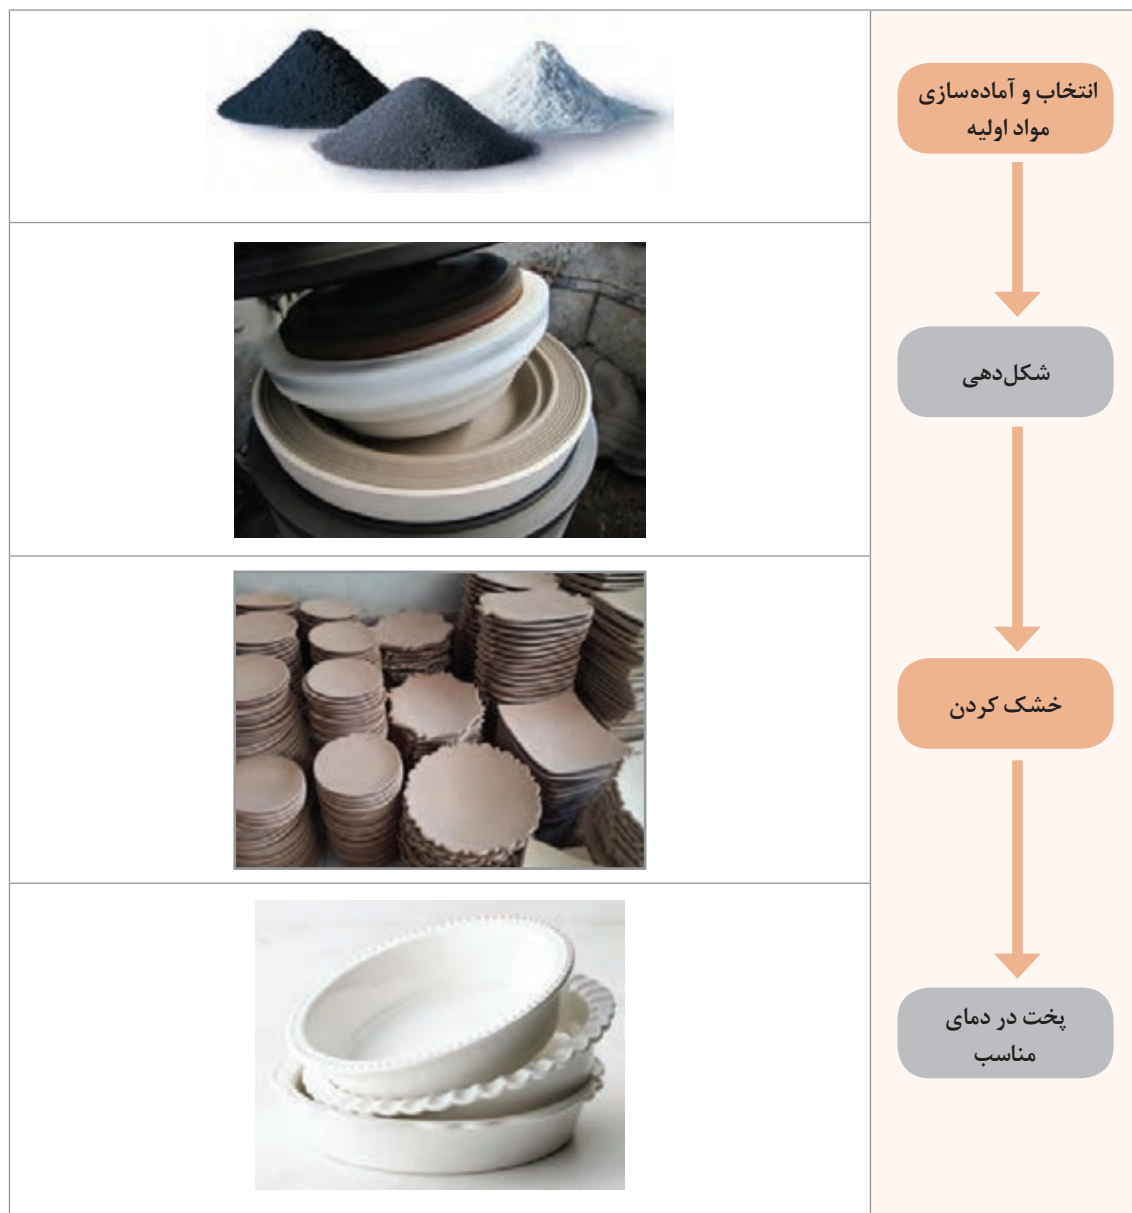 انتخاب و آماده‌سازی
مواد اولیه
شکل‌دهی
خشک کردن
پخت در دمای
مناسب